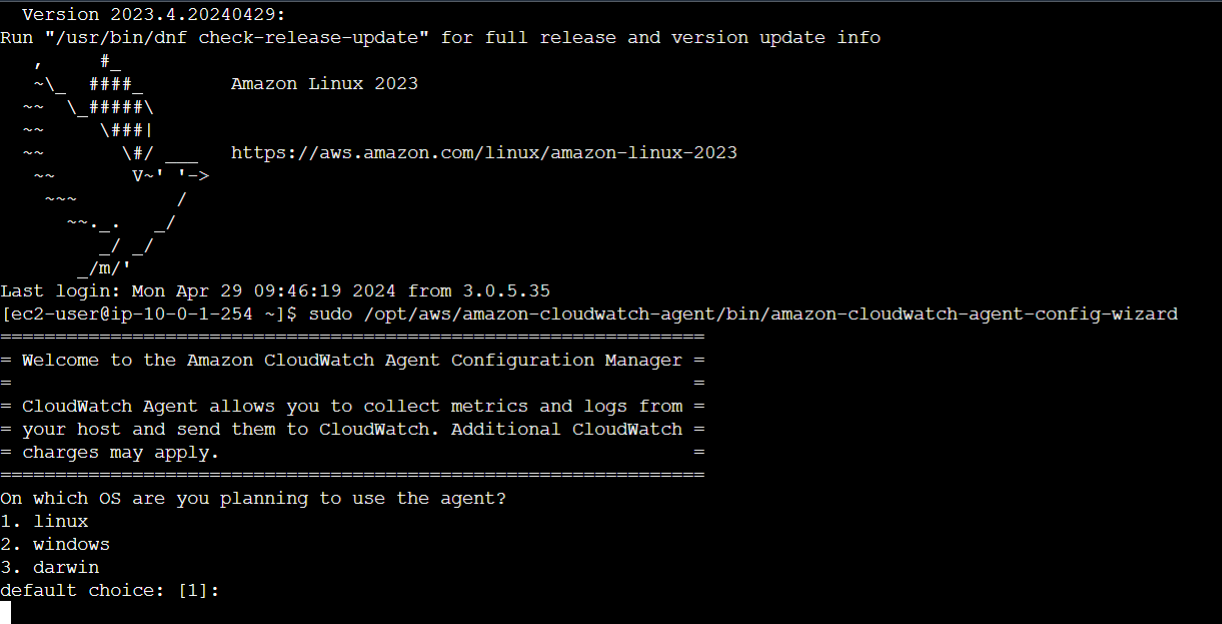 Version 2023.4.20240429:
Run "/usr/bin/dnf check-release-update" for full release and version update info
   ,     #_
   ~\_  ####_        Amazon Linux 2023
  ~~  \_#####\
  ~~     \###|
  ~~       \#/ ___   https://aws.amazon.com/linux/amazon-linux-2023
   ~~       V~' '->
    ~~~         /
      ~~._.   _/
         _/ _/
       _/m/'
Last login: Mon Apr 29 09:46:19 2024 from 3.0.5.35
[ec2-user@ip-10-0-1-254 ~]$ sudo /opt/aws/amazon-cloudwatch-agent/bin/amazon-cloudwatch-agent-config-wizard
================================================================
= Welcome to the Amazon CloudWatch Agent Configuration Manager =
=                                                              =
= CloudWatch Agent allows you to collect metrics and logs from =
= your host and send them to CloudWatch. Additional CloudWatch =
= charges may apply.                                           =
================================================================
On which OS are you planning to use the agent?
1. linux
2. windows
3. darwin
default choice: [1]: